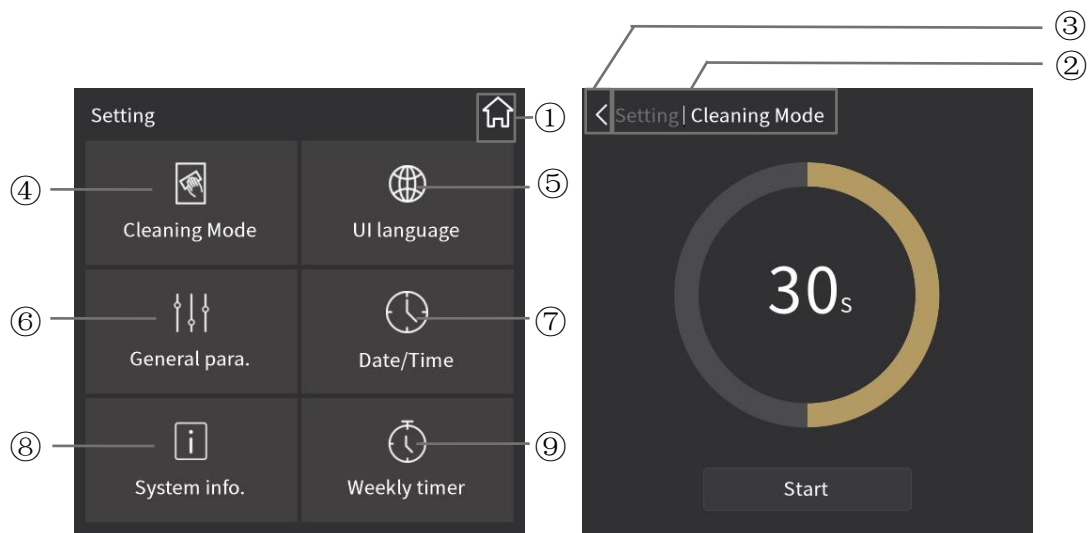 ③
②
Setting
①
Setting | Cleaning Mode
④
⑤
Cleaning Mode
UI language
30s
⑥
⑦
General para.
Date/Time
⑧
⑨
i
System info.
Weekly timer
Start